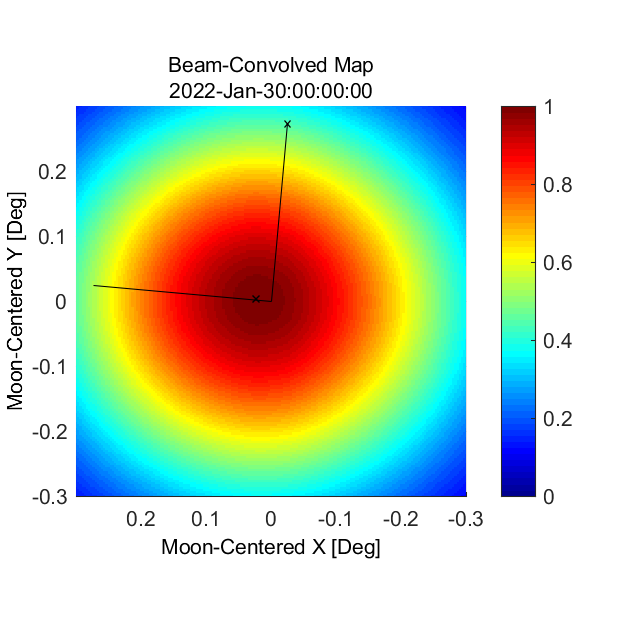 Beam-Convolved Map
2022-Jan-30:00:00:00:00
Moon-Centered Y [Deg]
0.2
0.1
0
-0.1
-0.2
-0.3
0.2 0.1 0 -0.1 -0.2 -0.3
Moon-Centered X [Deg]
1
0.8
0.6
0.4
0.2
0